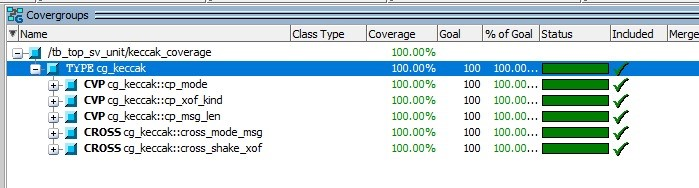 Covergroups
Name Class Type Coverage Goal % of Goal Status Included Merge
/tb_top_sv_unit/keccak_coverage 100.00%
TYPE cg_keccak 100.00% 100 100.00...
CVP cg_keccak::cp_mode 100.00% 100 100.00...
CVP cg_keccak::cp_xof_kind 100.00% 100 100.00...
CVP cg_keccak::cp_msg_len 100.00% 100 100.00...
CROSS cg_keccak::cross_mode_msg 100.00% 100 100.00...
CROSS cg_keccak::cross_shake_xof 100.00% 100 100.00...